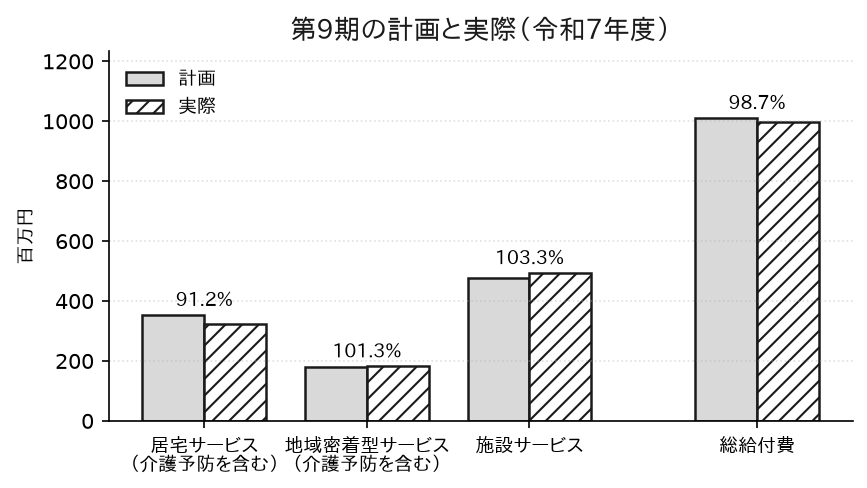 第9期の計画と実際(令和7年度)
1200
1000
800
600
400
200
0
百万円
計画
実際
91.2%
101.3%
103.3%
98.7%
居宅サービス
(介護予防を含む)
地域密着型サービス
(介護予防を含む)
施設サービス
総給付費